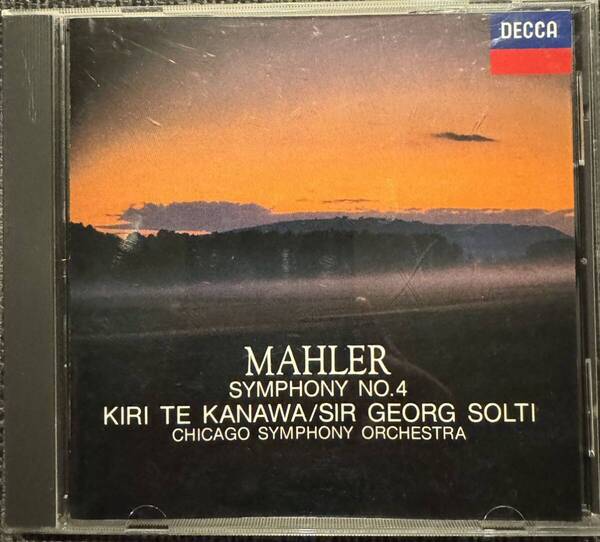 DECCA
MAHLER
SYMPHONY NO.4
KIRI TE KANAWA/SIR GEORG SOLTI
CHICAGO SYMPHONY ORCHESTRA